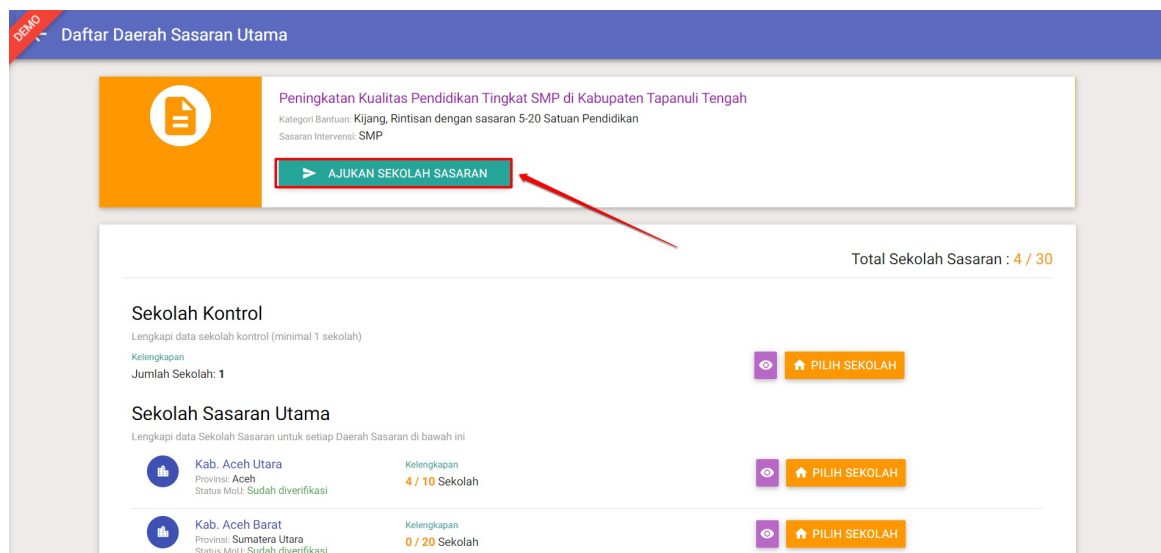 DEMO
Daftar Daerah Sasaran Utama
Peningkatan Kualitas Pendidikan Tingkat SMP di Kabupaten Tapanuli Tengah
Kategori Bantuan: Kijang, Rintisan dengan sasaran 5-20 Satuan Pendidikan
Sasaran Intervensi: SMP
AJUKAN SEKOLAH SASARAN
Total Sekolah Sasaran : 4 / 30
Sekolah Kontrol
Lengkapi data sekolah kontrol (minimal 1 sekolah)
Kelengkapan
Jumlah Sekolah: 1
PILIH SEKOLAH
Sekolah Sasaran Utama
Lengkapi data Sekolah Sasaran untuk setiap Daerah Sasaran di bawah ini
Kab. Aceh Utara
Provinsi: Aceh
Status MoU: Sudah diverifikasi
Kelengkapan
4 / 10 Sekolah
PILIH SEKOLAH
Kab. Aceh Barat
Provinsi: Sumatera Utara
Status MoU: Sudah diverifikasi
Kelengkapan
0 / 20 Sekolah
PILIH SEKOLAH